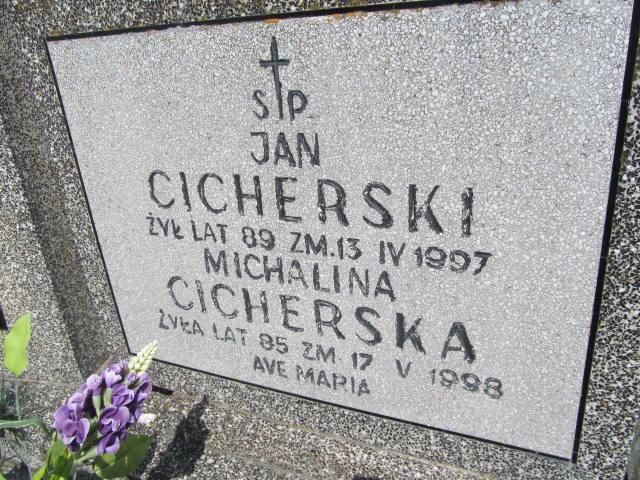 Ś P
JAN
CICHERSKI
ŻYŁ LAT 89 ZM. 13 IV 1997
MICHALINA
CICHERSKA
ŻYŁA LAT 85 ZM. 17 V 1998
AVE MARIA